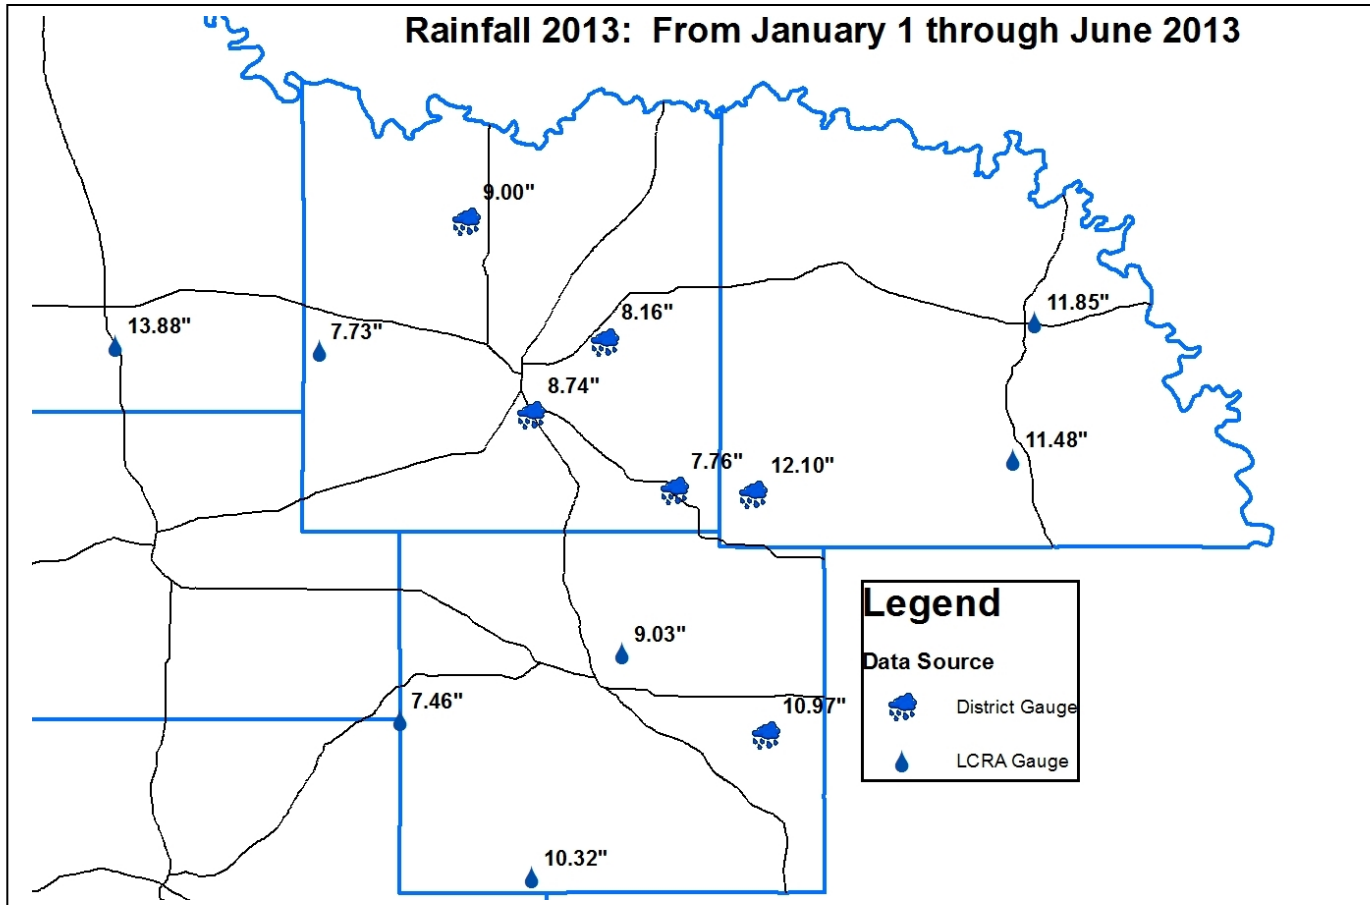 Rainfall 2013: From January 1 through June 2013
9.00"
13.88"
7.73"
8.16"
11.85"
8.74"
11.48"
7.76"
12.10"
9.03"
7.46"
10.97"
10.32"
Legend
Data Source
District Gauge
LCRA Gauge